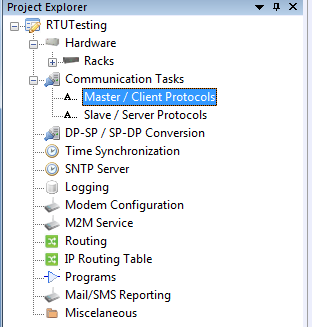 Project Explorer
RTUTesting
Hardware
Racks
Communication Tasks
A... Master / Client Protocols
A... Slave / Server Protocols
DP-SP / SP-DP Conversion
Time Synchronization
SNTP Server
Logging
Modem Configuration
M2M Service
Routing
IP Routing Table
Programs
Mail/SMS Reporting
Miscelaneous